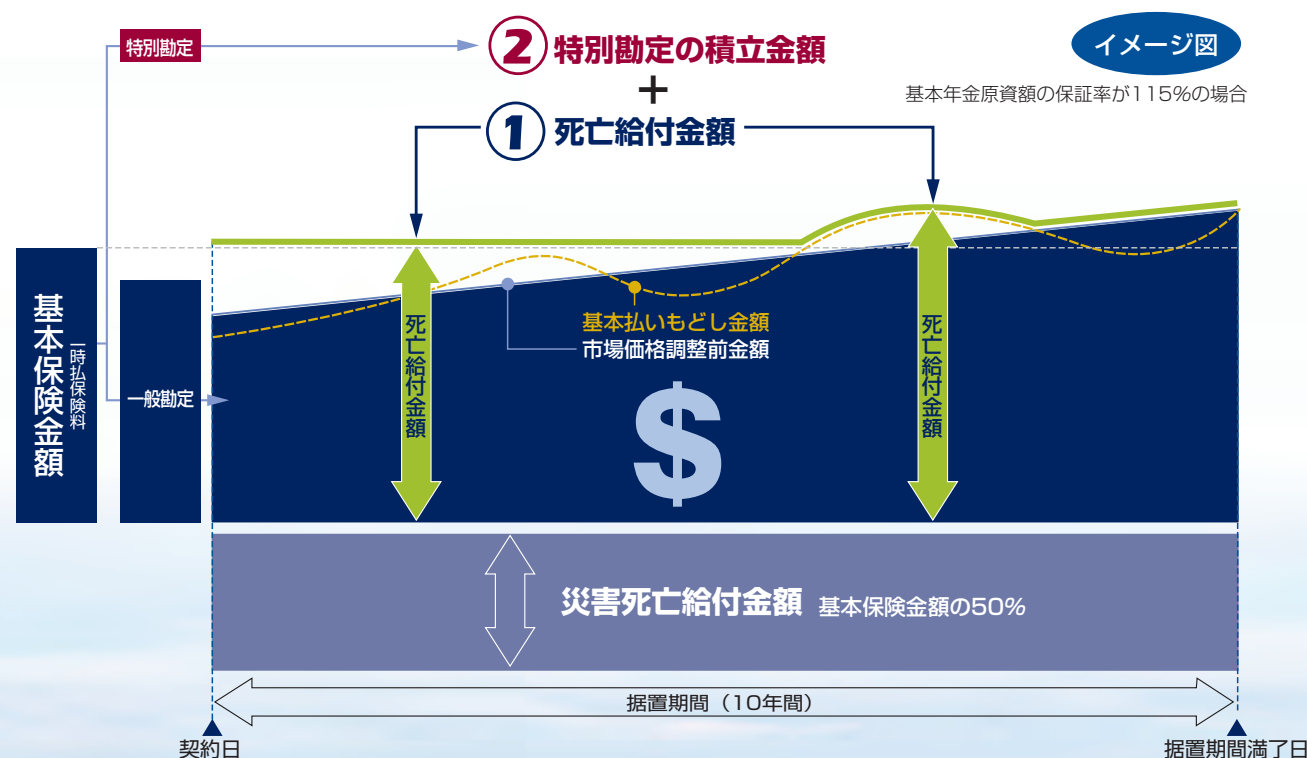 特別勘定
②特別勘定の積立金額
イメージ図
基本年金原資額の保証率が115%の場合
+
①死亡給付金額
基本保険金額
一時払保険料
一般勘定
死亡給付金額
基本払いもどし金額
市場価格調整前金額
死亡給付金額
$
災害死亡給付金額 基本保険金額の50%
据置期間(10年間)
契約日
据置期間満了日